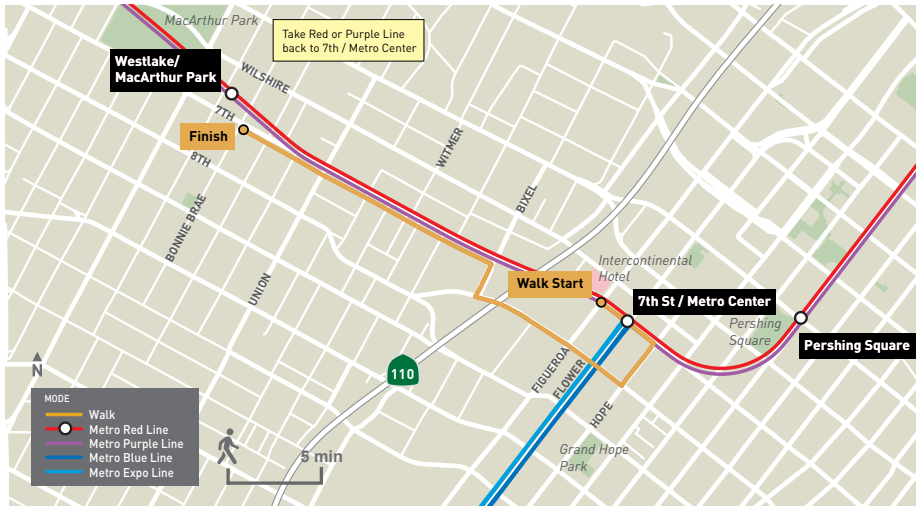 MacArthur Park
Take Red or Purple Line
back to 7th / Metro Center
Westlake/
MacArthur Park
WILSHIRE
7TH
Finish
8TH
WITMER
BIXEL
BONNIE BRAE
UNION
Intercontinental
Hotel
Walk Start
7th St / Metro Center
Pershing
Square
Pershing Square
N
110
FIGUEROA
FLOWER
HOPE
Grand Hope
Park
MODE
Walk
Metro Red Line
Metro Purple Line
Metro Blue Line
Metro Expo Line
5 min